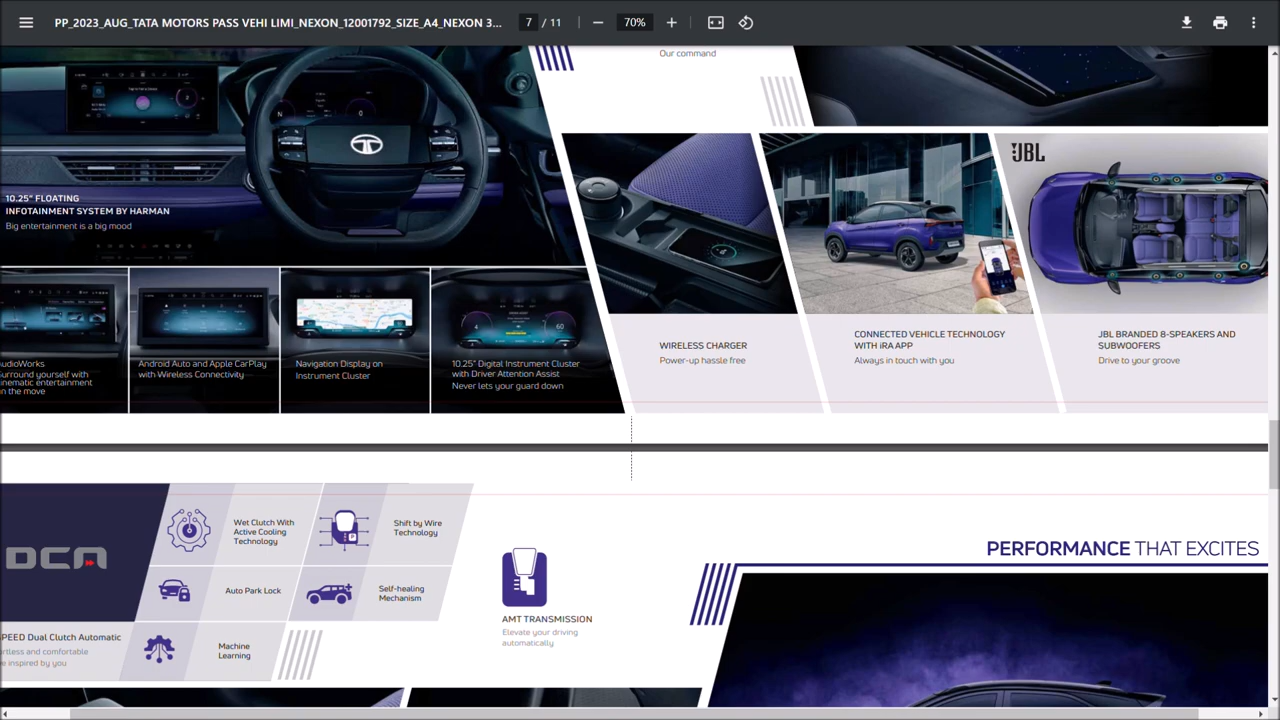 PP_2023_AUG_TATA MOTORS PASS VEHI LIMI_NEXON_12001792_SIZE_A4_NEXON 3...
7 / 11
70%
Our command
10.25" FLOATING
INFOTAINMENT SYSTEM BY HARMAN
Big entertainment is a big mood
JBL
udioWorks
urround yourself with
inematic entertainment
n the move
Android Auto and Apple CarPlay
with Wireless Connectivity
Navigation Display on
Instrument Cluster
10.25" Digital Instrument Cluster
with Driver Attention Assist
Never lets your guard down
WIRELESS CHARGER
Power-up hassle free
CONNECTED VEHICLE TECHNOLOGY
WITH iRA APP
Always in touch with you
JBL BRANDED 8-SPEAKERS AND
SUBWOOFERS
Drive to your groove
DCA
Wet Clutch With
Active Cooling
Technology
Shift by Wire
Technology
Auto Park Lock
Self-healing
Mechanism
SPEED Dual Clutch Automatic
rtless and comfortable
e inspired by you
Machine
Learning
AMT TRANSMISSION
Elevate your driving
automatically
PERFORMANCE THAT EXCITES